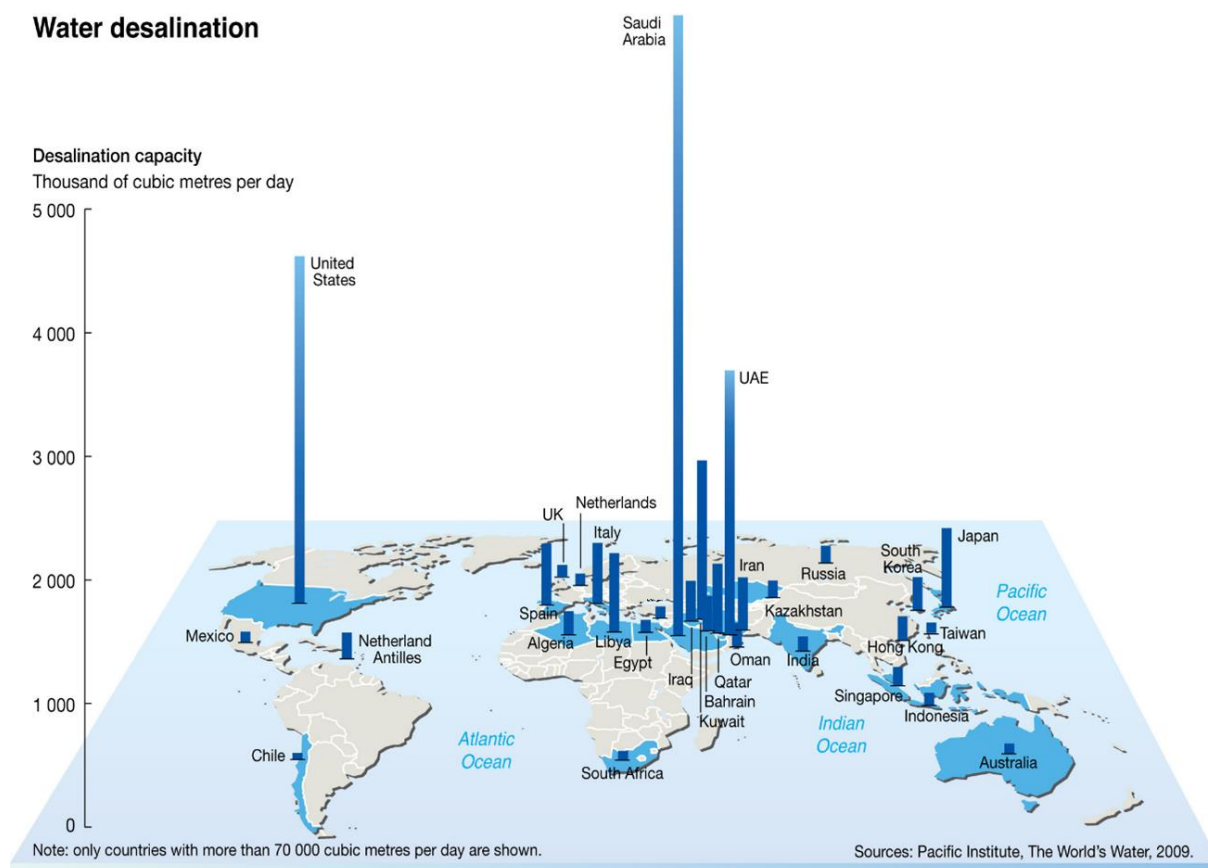 Water desalination
Saudi
Arabia
Desalination capacity
Thousand of cubic metres per day
5 000
4 000
3 000
2 000
1 000
0
United
States
UAE
Netherlands
UK
Italy
Iran
Russia
South
Korea
Japan
Kazakhstan
Spain
Algeria
Libya
Egypt
Mexico
Netherland
Antilles
Iraq
Qatar
Bahrain
Kuwait
Oman
India
Hong Kong
Taiwan
Pacific
Ocean
Singapore
Indonesia
Indian
Ocean
Atlantic
Ocean
Chile
South Africa
Australia
Note: only countries with more than 70 000 cubic metres per day are shown.
Sources: Pacific Institute, The World's Water, 2009.